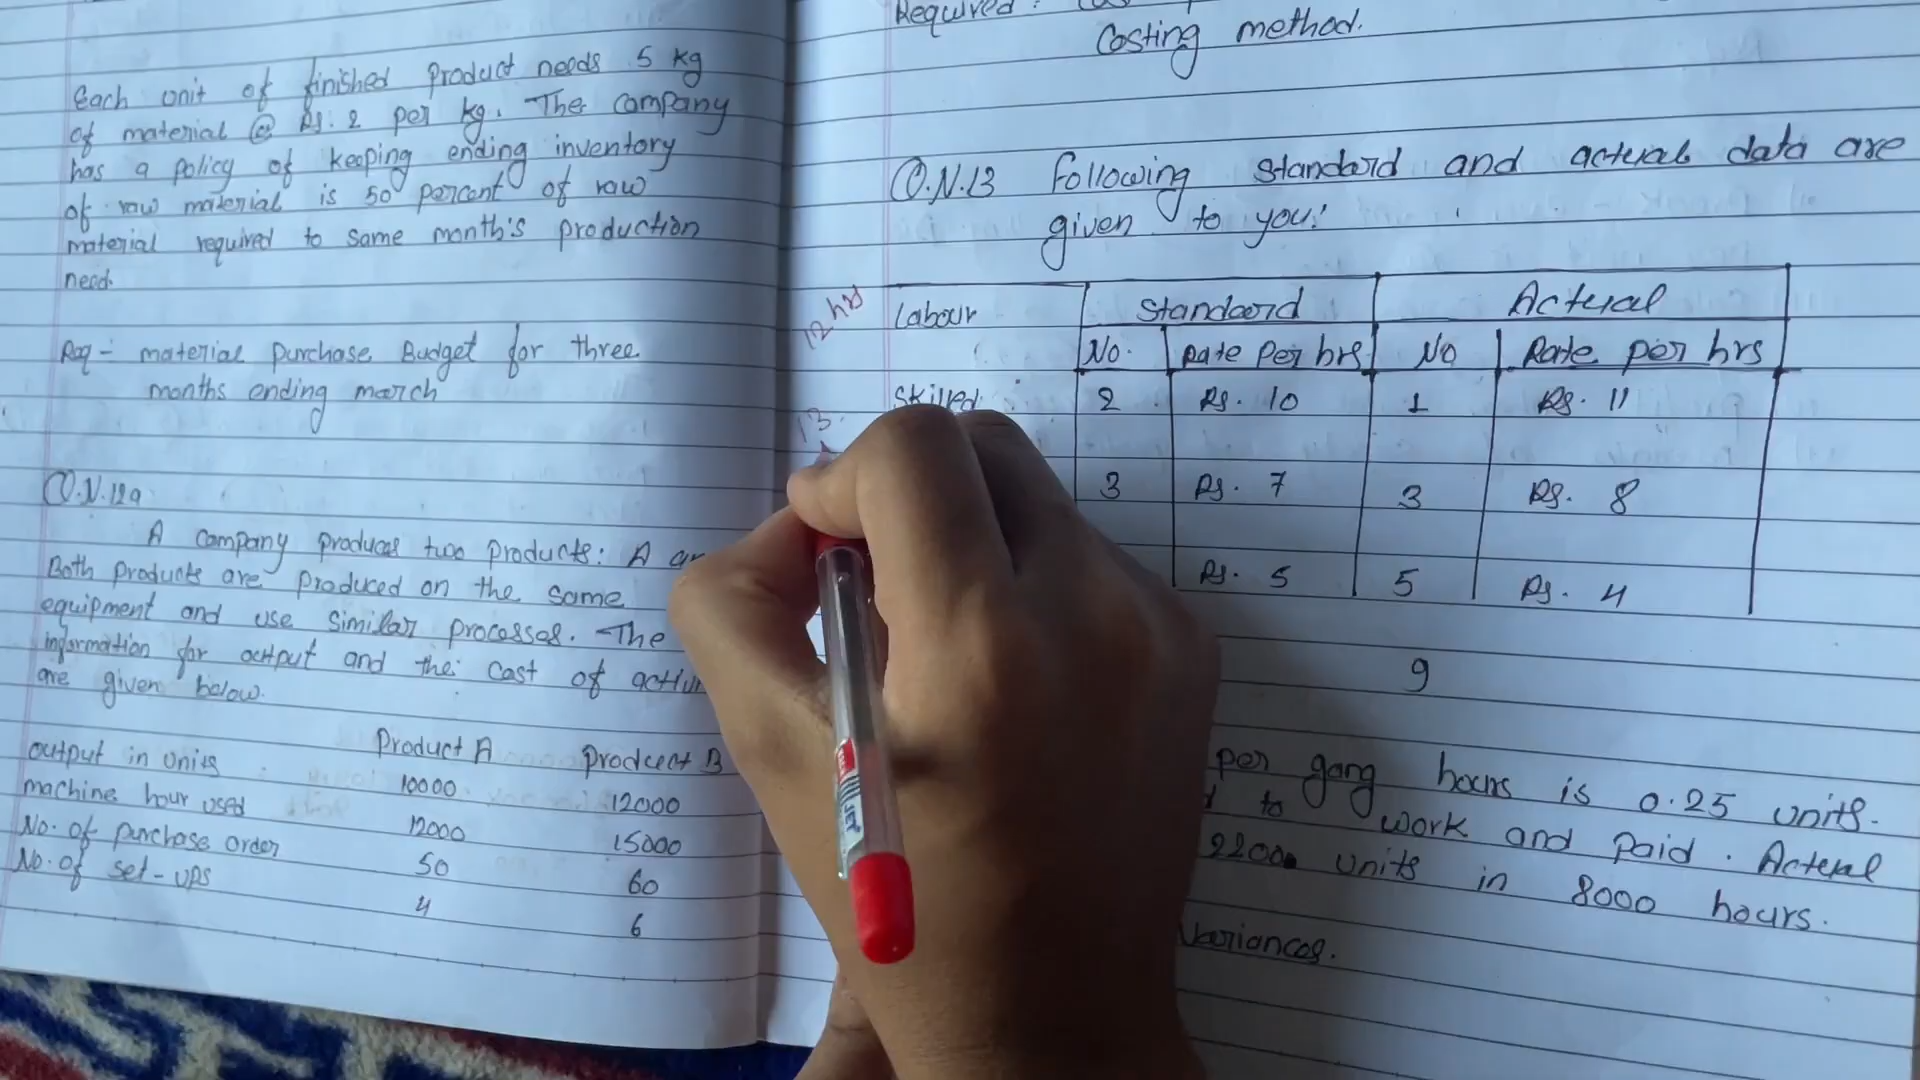 Each unit of finished product needs 5 kg
of material @ Rs. 2 per kg. The company
has a policy of keeping ending inventory
of raw material is 50 percent of raw
material required to same month's production
need.
Req - material purchase Budget for three
months ending march
Q.N.12a
A company produces two products: A
Both products are produced on the same
equipment and use similar processes. The
information for output and the cost of
are given below.
Product A Product B
output in units 10000 12000
machine hour used 12000 15000
No. of purchase order 50 60
No. of set-ups 4 6
Required:
Costing method.
Q.N.13 Following standard and actual data are
given to you:
12 hrs
Labour Standard Actual
No. Rate Per hrs No Rate per hrs
Skilled 2 Rs. 10 1 Rs. 11
13
3 Rs. 7 3 Rs. 8
Rs. 5 5 Rs. 4
9
per gang hours is 0.25 units.
to work and paid. Actual
2200 units in 8000 hours.
Variances.
JET